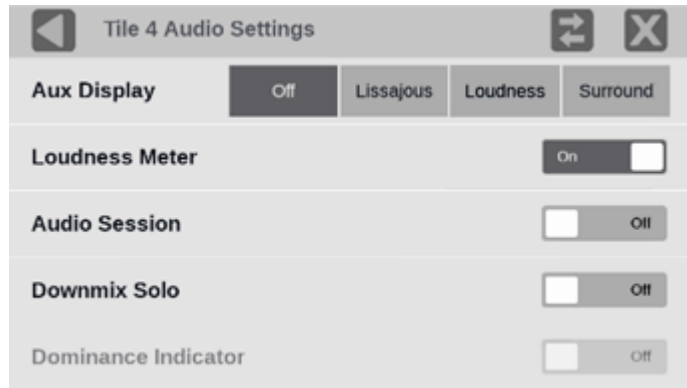 Tile 4 Audio Settings
Aux Display Off Lissajous Loudness Surround
Loudness Meter On
Audio Session Off
Downmix Solo Off
Dominance Indicator Off